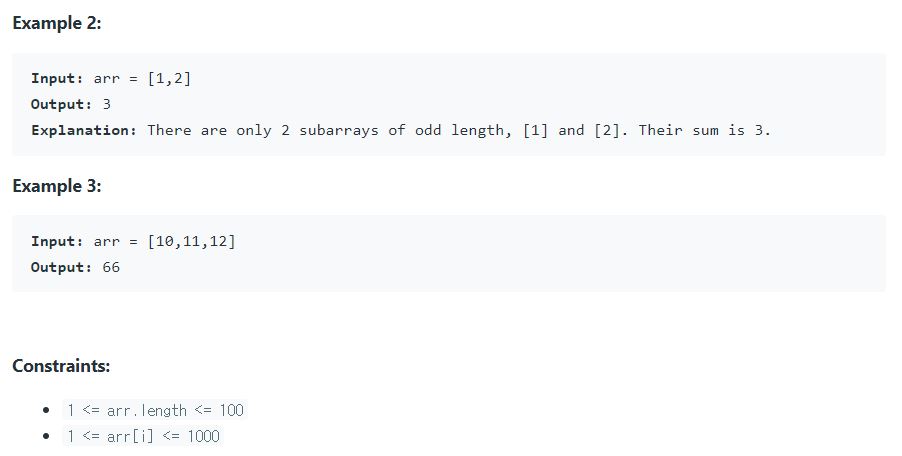 Example 2:
Input: arr = [1,2]
Output: 3
Explanation: There are only 2 subarrays of odd length, [1] and [2]. Their sum is 3.
Example 3:
Input: arr = [10,11,12]
Output: 66
Constraints:
• 1 <= arr.length <= 100
• 1 <= arr[i] <= 1000